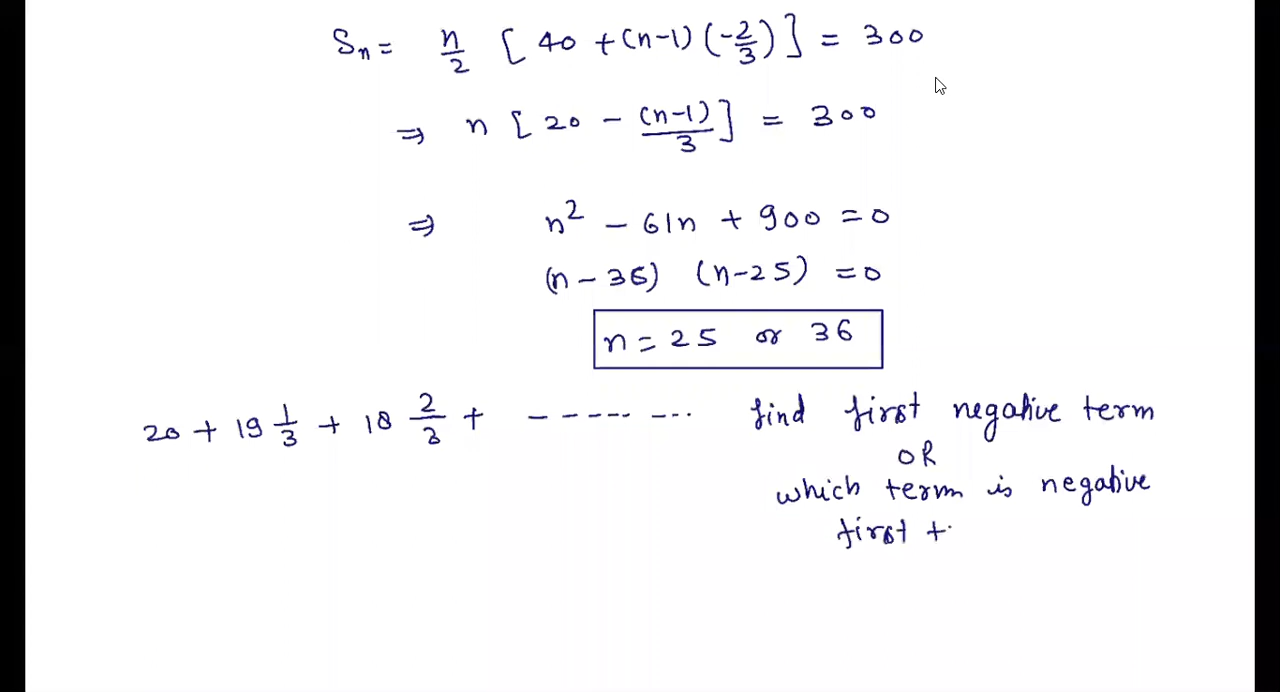 Sn = n/2 [40 + (n-1)(-2/3)] = 300
⇒ n [20 - (n-1)/3] = 300
⇒ n² - 61n + 900 = 0
(n - 36) (n-25) = 0
n = 25 or 36
20 + 19 1/3 + 18 2/3 + - - - - - - - ... find first negative term
OR
which term is negative
first t